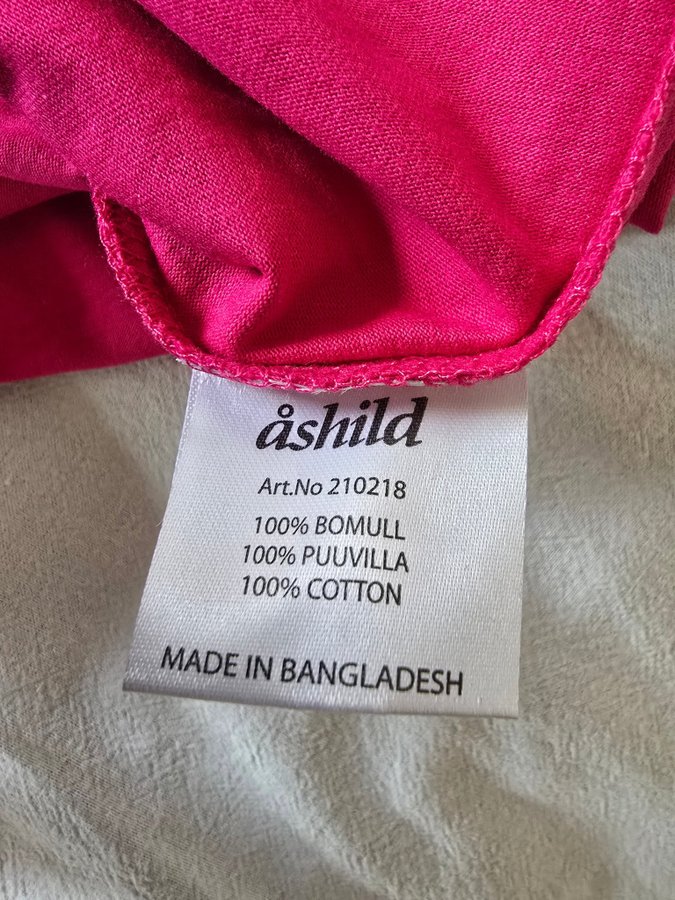 åshild
Art.No 210218
100% BOMULL
100% PUUVILLA
100% COTTON
MADE IN BANGLADESH